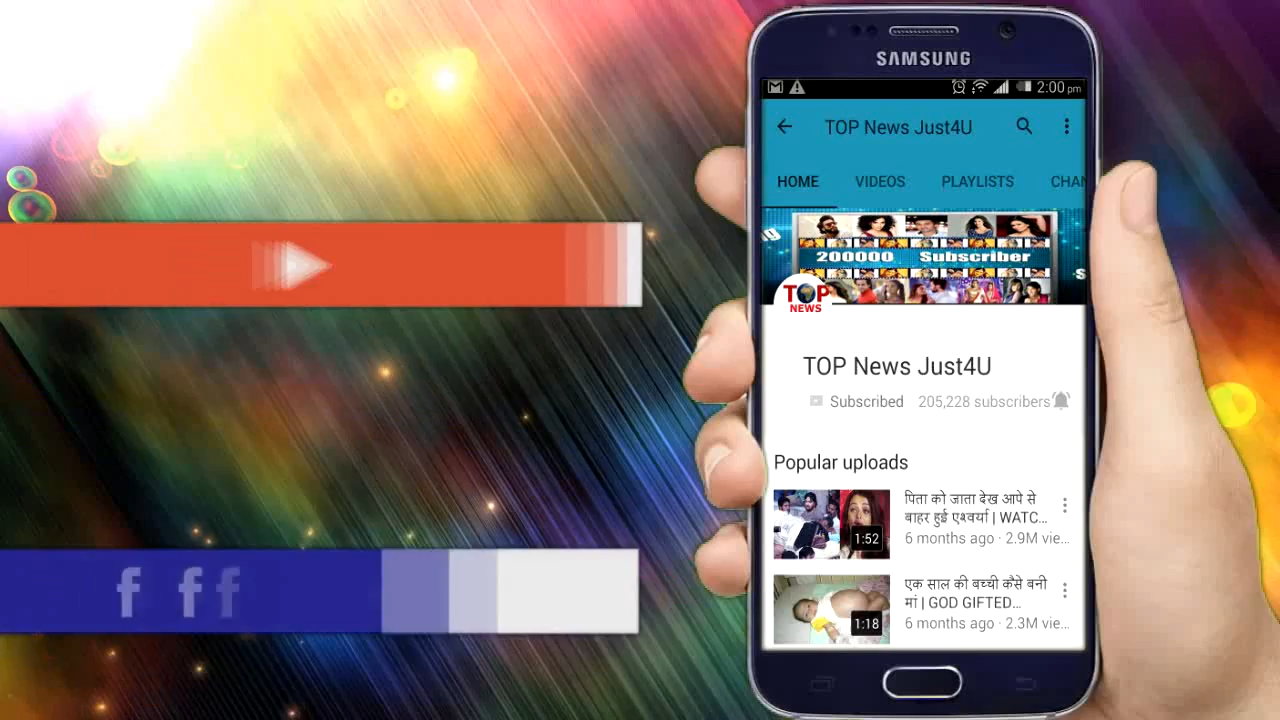 SAMSUNG
2:00 pm
TOP News Just4U
HOME VIDEOS PLAYLISTS CHAN
200000 Subscriber
TOP
NEWS
TOP News Just4U
Subscribed 205,228 subscribers
Popular uploads
पिता को जाता देख आपे से
बाहर हुई एश्वर्या | WATC...
1:52
6 months ago · 2.9M vie...
एक साल की बच्ची कैसे बनी
मां | GOD GIFTED...
1:18
6 months ago · 2.3M vie...
f f f